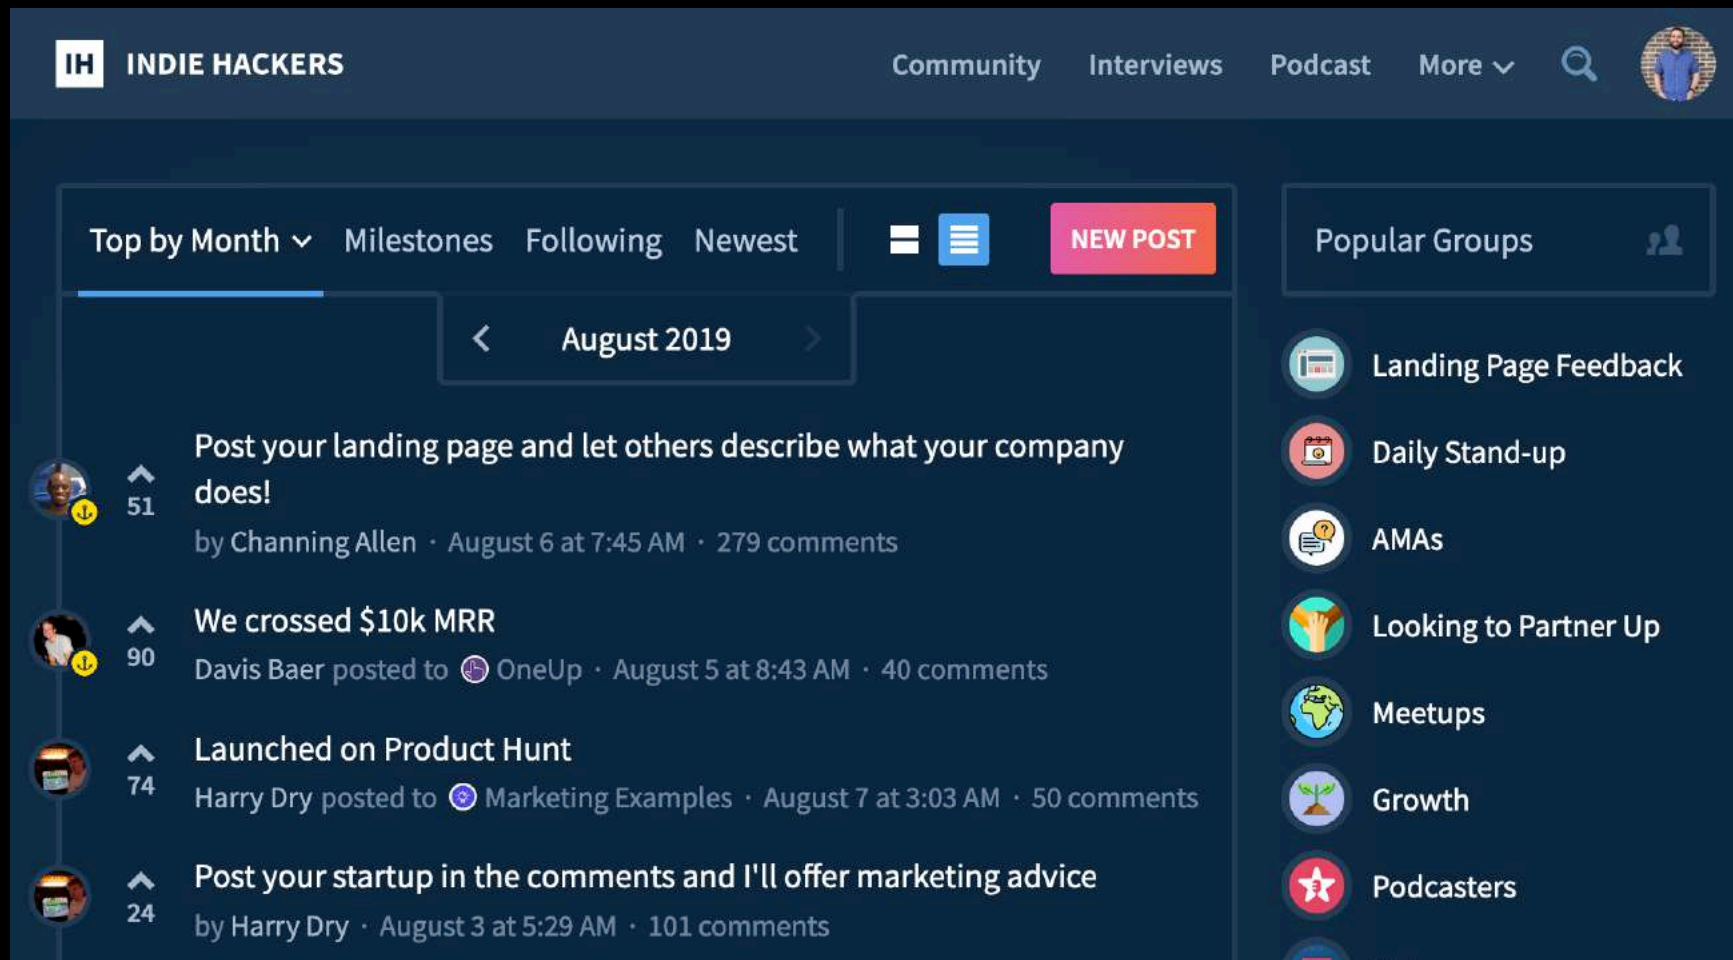 IH INDIE HACKERS
Community Interviews Podcast More
Top by Month Milestones Following Newest
NEW POST
August 2019
Post your landing page and let others describe what your company
does!
51
by Channing Allen · August 6 at 7:45 AM · 279 comments
We crossed $10k MRR
90
Davis Baer posted to OneUp · August 5 at 8:43 AM · 40 comments
Launched on Product Hunt
74
Harry Dry posted to Marketing Examples · August 7 at 3:03 AM · 50 comments
Post your startup in the comments and I'll offer marketing advice
24
by Harry Dry · August 3 at 5:29 AM · 101 comments
Popular Groups
Landing Page Feedback
Daily Stand-up
AMAs
Looking to Partner Up
Meetups
Growth
Podcasters